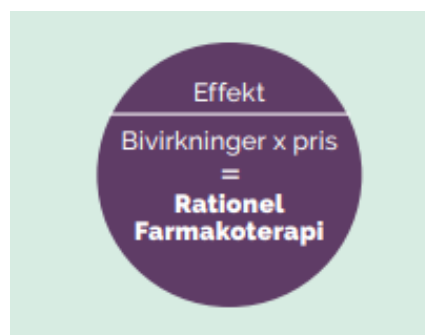 Effekt
Bivirkninger x pris
=
Rationel
Farmakoterapi